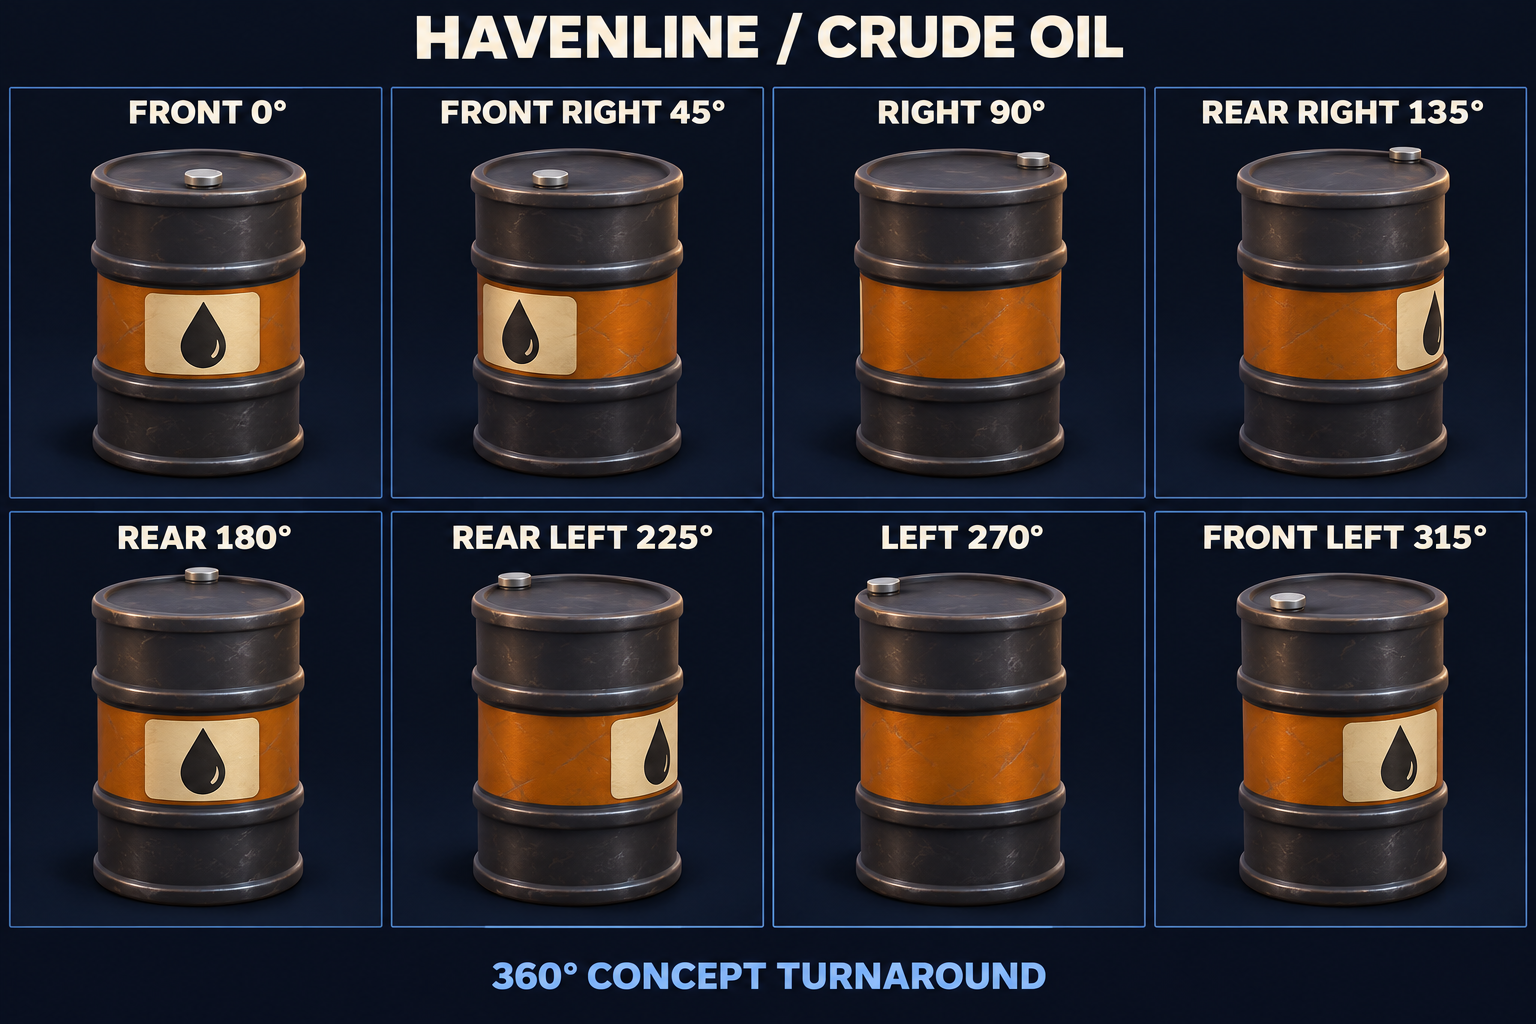 HAVENLINE / CRUDE OIL
FRONT 0°
FRONT RIGHT 45°
RIGHT 90°
REAR RIGHT 135°
REAR 180°
REAR LEFT 225°
LEFT 270°
FRONT LEFT 315°
360° CONCEPT TURNAROUND